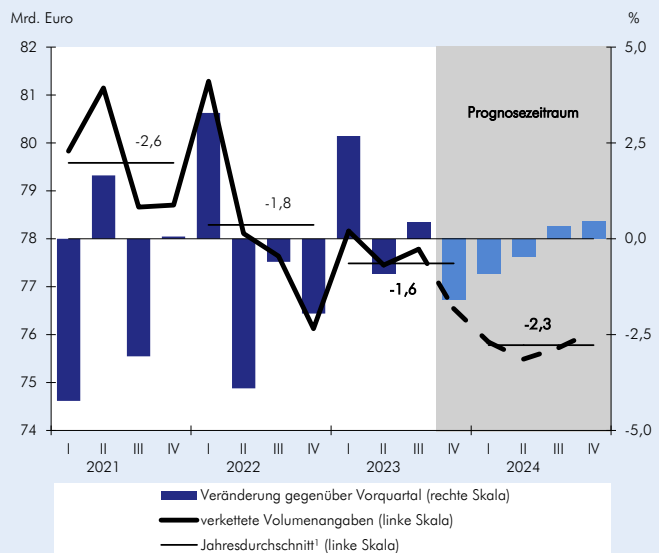 Mrd. Euro
%
82
81
80
79
78
77
76
75
74
5,0
2,5
0,0
-2,5
-5,0
-2,6
-1,8
-1,6
-2,3
Prognosezeitraum
I II III IV I II III IV I II III IV I II III IV
2021 2022 2023 2024
Veränderung gegenüber Vorquartal (rechte Skala)
verkettete Volumenangaben (linke Skala)
Jahresdurchschnitt¹ (linke Skala)